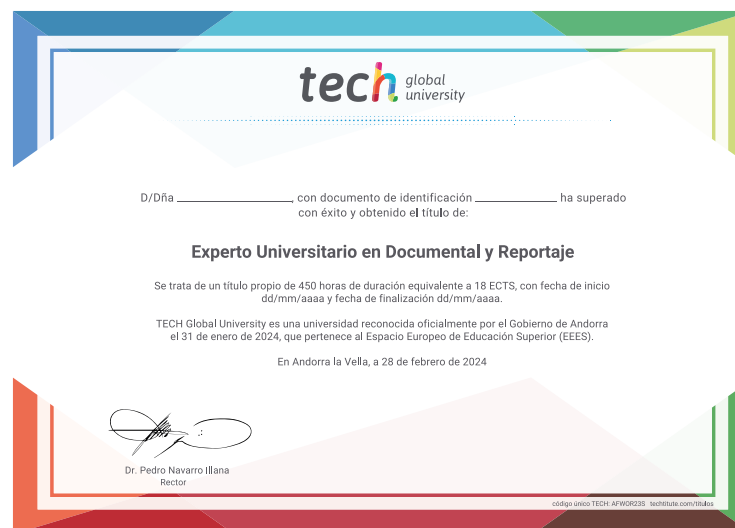 tech global university
D/Dña ____________________, con documento de identificación ______________ ha superado
con éxito y obtenido el título de:
Experto Universitario en Documental y Reportaje
Se trata de un título propio de 450 horas de duración equivalente a 18 ECTS, con fecha de inicio
dd/mm/aaaa y fecha de finalización dd/mm/aaaa.
TECH Global University es una universidad reconocida oficialmente por el Gobierno de Andorra
el 31 de enero de 2024, que pertenece al Espacio Europeo de Educación Superior (EEES).
En Andorra la Vella, a 28 de febrero de 2024
Dr. Pedro Navarro Illana
Rector
código único TECH: AFWOR23S techtitute.com/títulos